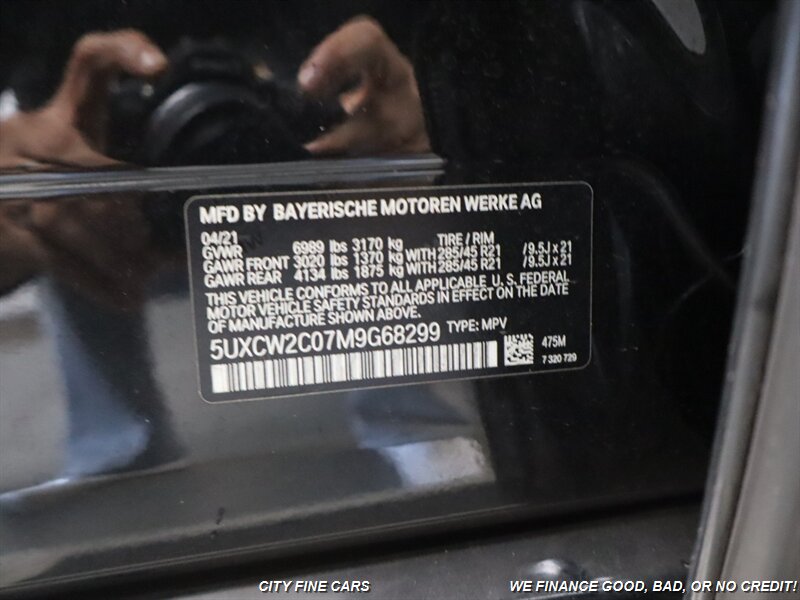 MFD BY BAYERISCHE MOTOREN WERKE AG
04/21 TIRE / RIM
GVWR 6989 lbs 3170 kg
GAWR FRONT 3020 lbs 1370 kg WITH 285/45 R21 /9.5J x 21
GAWR REAR 4134 lbs 1875 kg WITH 285/45 R21 /9.5J x 21
THIS VEHICLE CONFORMS TO ALL APPLICABLE U.S. FEDERAL
MOTOR VEHICLE SAFETY STANDARDS IN EFFECT ON THE DATE
OF MANUFACTURE SHOWN ABOVE.
5UXCW2C07M9G68299 TYPE: MPV
475M
7 320 729
CITY FINE CARS WE FINANCE GOOD, BAD, OR NO CREDIT!